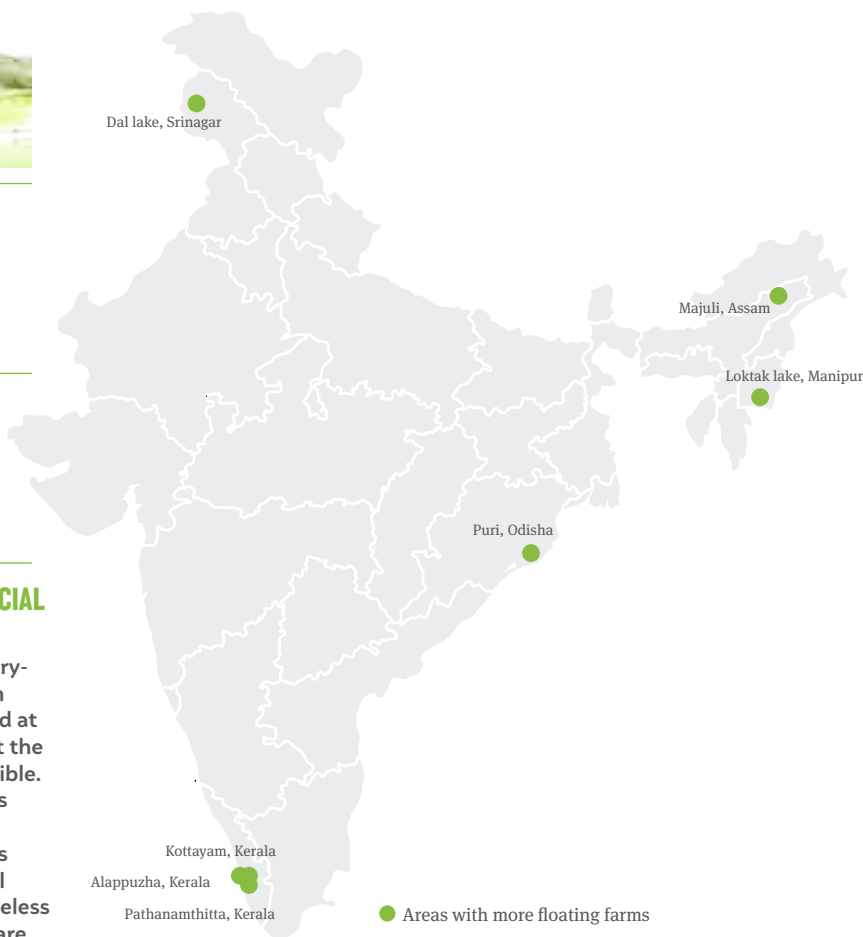 Dal lake, Srinagar
Majuli, Assam
Loktak lake, Manipur
Puri, Odisha
Kottayam, Kerala
Alappuzha, Kerala
Pathanamthitta, Kerala
Areas with more floating farms
CIAL
ry-
d at
t the
ible.
s
s
l
eless
are